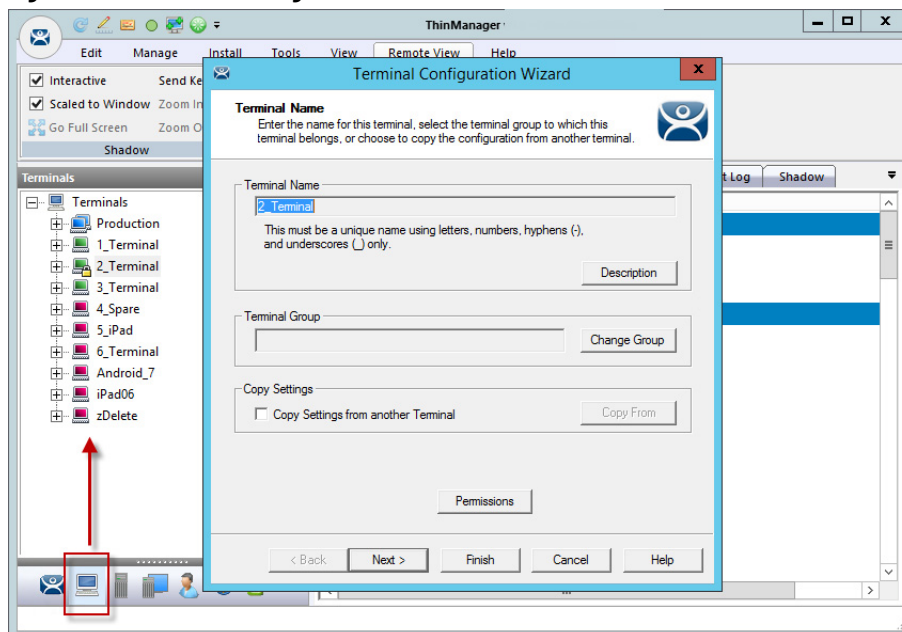 ThinManager
Edit Manage Install Tools View Remote View Help
Interactive Send Ke
Scaled to Window Zoom In
Go Full Screen Zoom O
Shadow
Terminals
Terminals
Production
1_Terminal
2_Terminal
3_Terminal
4_Spare
5_iPad
6_Terminal
Android_7
iPad06
zDelete
t Log Shadow
Terminal Configuration Wizard
x
Terminal Name
Enter the name for this terminal, select the terminal group to which this
terminal belongs, or choose to copy the configuration from another terminal.
Terminal Name
2_Terminal
This must be a unique name using letters, numbers, hyphens (-),
and underscores (_) only.
Description
Terminal Group
Change Group
Copy Settings
Copy Settings from another Terminal
Copy From
Permissions
< Back Next > Finish Cancel Help